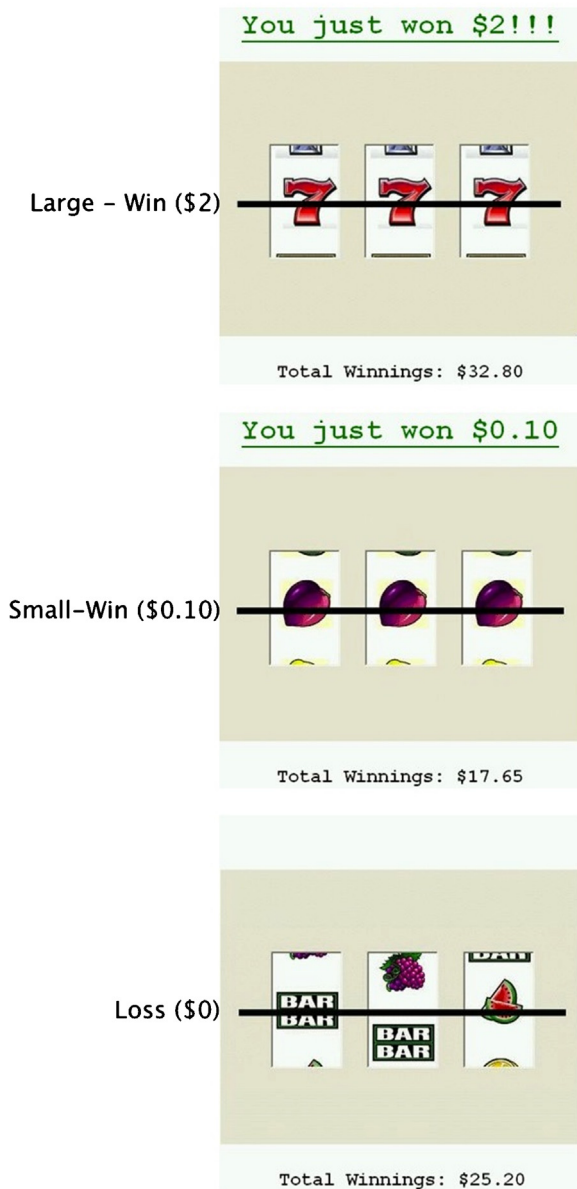 You just won $2!!!
Large - Win ($2)
Total Winnings: $32.80
You just won $0.10
Small-Win ($0.10)
Total Winnings: $17.65
BAR
BAR
BAR
Loss ($0)
BAR
BAR
Total Winnings: $25.20